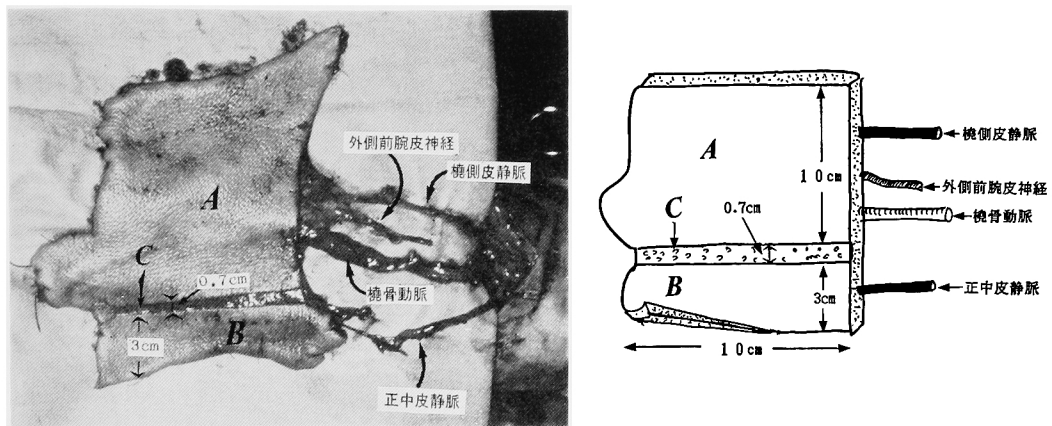 外側前腕皮神経
橈側皮静脈
A
C
0.7cm
橈骨動脈
B
3cm
正中皮静脈
橈側皮静脈
A
10cm
外側前腕皮神経
C
0.7cm
橈骨動脈
B
3cm
正中皮静脈
10cm